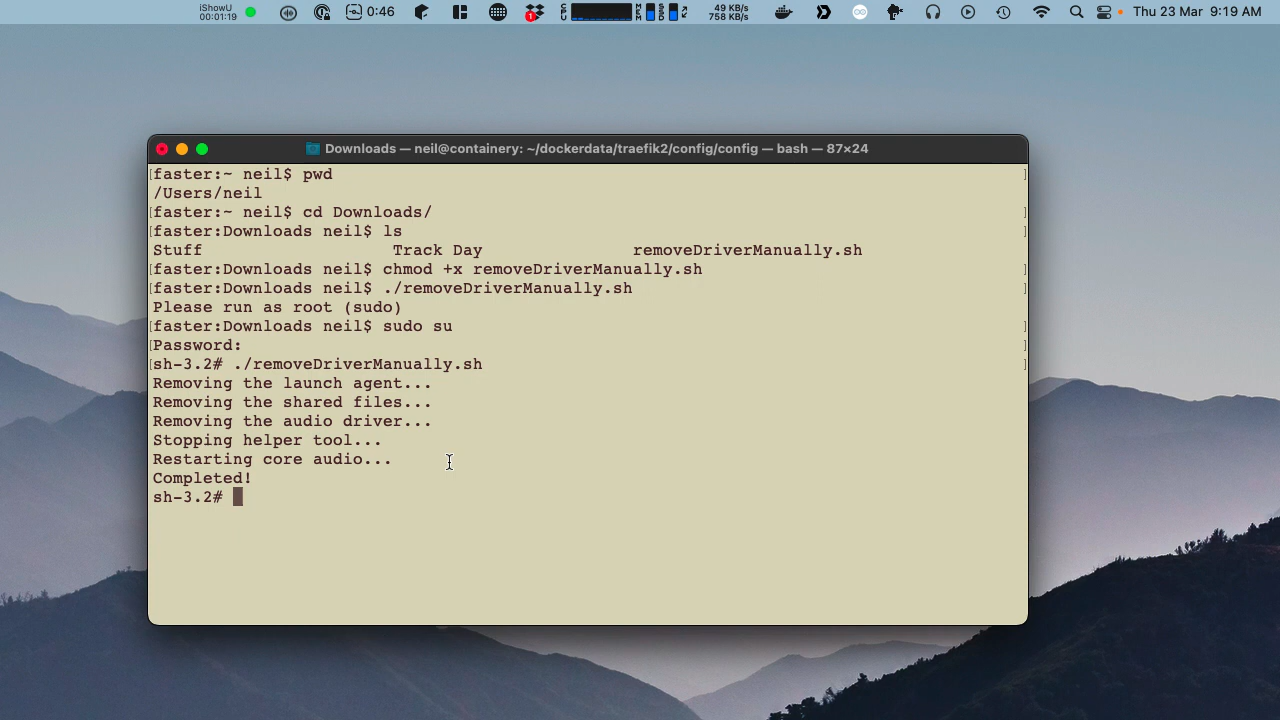 iShowU
00:01:19
0:46
1
CPU
MEM
SSD
49 KB/s
758 KB/s
Thu 23 Mar 9:19 AM
Downloads — neil@containery: ~/dockerdata/traefik2/config/config — bash — 87×24
[faster:~ neil$ pwd ]
/Users/neil
[faster:~ neil$ cd Downloads/ ]
[faster:Downloads neil$ ls ]
Stuff Track Day removeDriverManually.sh
[faster:Downloads neil$ chmod +x removeDriverManually.sh ]
[faster:Downloads neil$ ./removeDriverManually.sh ]
Please run as root (sudo)
[faster:Downloads neil$ sudo su ]
[Password: ]
[sh-3.2# ./removeDriverManually.sh ]
Removing the launch agent...
Removing the shared files...
Removing the audio driver...
Stopping helper tool...
Restarting core audio...
Completed!
sh-3.2#